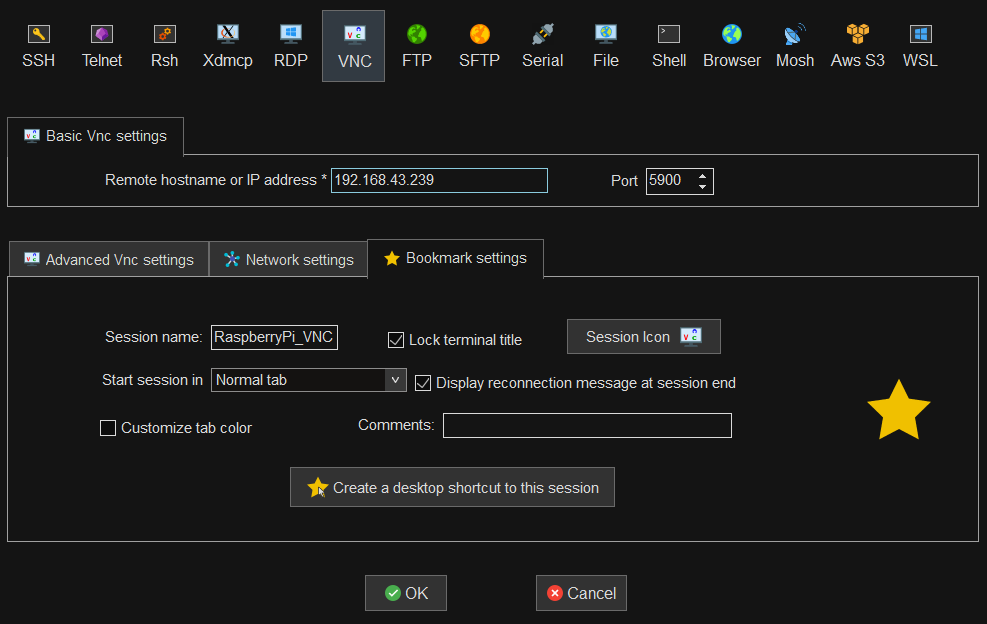 SSH Telnet Rsh Xdmcp RDP VNC FTP SFTP Serial File Shell Browser Mosh Aws S3 WSL
Basic Vnc settings
Remote hostname or IP address * 192.168.43.239 Port 5900
Advanced Vnc settings Network settings Bookmark settings
Session name: RaspberryPi_VNC Lock terminal title Session Icon
Start session in Normal tab Display reconnection message at session end
Customize tab color Comments:
Create a desktop shortcut to this session
OK Cancel